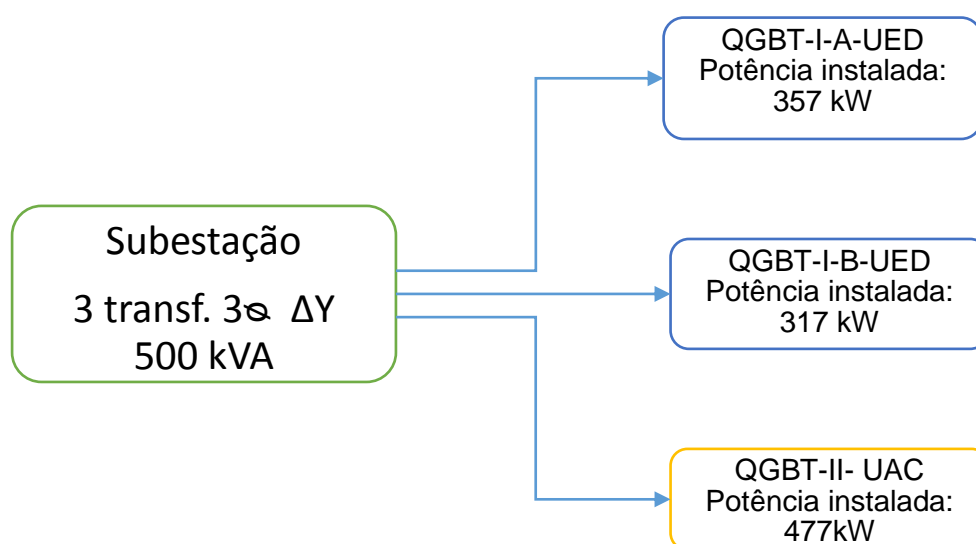 Subestação
3 transf. 3ᴓ ΔY
500 kVA
QGBT-I-A-UED
Potência instalada:
357 kW
QGBT-I-B-UED
Potência instalada:
317 kW
QGBT-II- UAC
Potência instalada:
477kW